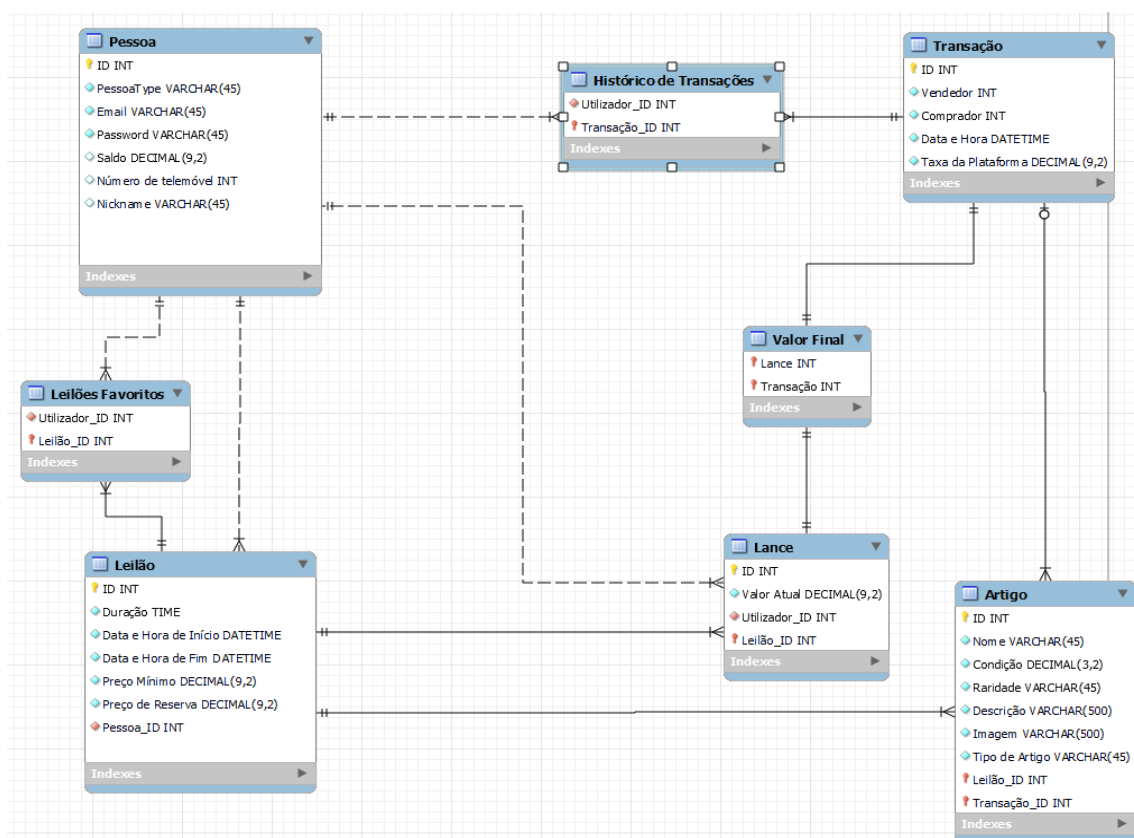 Pessoa
ID INT
PessoaType VARCHAR(45)
Email VARCHAR(45)
Password VARCHAR(45)
Saldo DECIMAL(9,2)
Número de telemóvel INT
Nickname VARCHAR(45)
Indexes
Histórico de Transações
Utilizador_ID INT
Transação_ID INT
Indexes
Transação
ID INT
Vendedor INT
Comprador INT
Data e Hora DATETIME
Taxa da Plataforma DECIMAL(9,2)
Indexes
Valor Final
Lance INT
Transação INT
Indexes
Leilões Favoritos
Utilizador_ID INT
Leilão_ID INT
Indexes
Leilão
ID INT
Duração TIME
Data e Hora de Início DATETIME
Data e Hora de Fim DATETIME
Preço Mínimo DECIMAL(9,2)
Preço de Reserva DECIMAL(9,2)
Pessoa_ID INT
Indexes
Lance
ID INT
Valor Atual DECIMAL(9,2)
Utilizador_ID INT
Leilão_ID INT
Indexes
Artigo
ID INT
Nome VARCHAR(45)
Condição DECIMAL(3,2)
Raridade VARCHAR(45)
Descrição VARCHAR(500)
Imagem VARCHAR(500)
Tipo de Artigo VARCHAR(45)
Leilão_ID INT
Transação_ID INT
Indexes